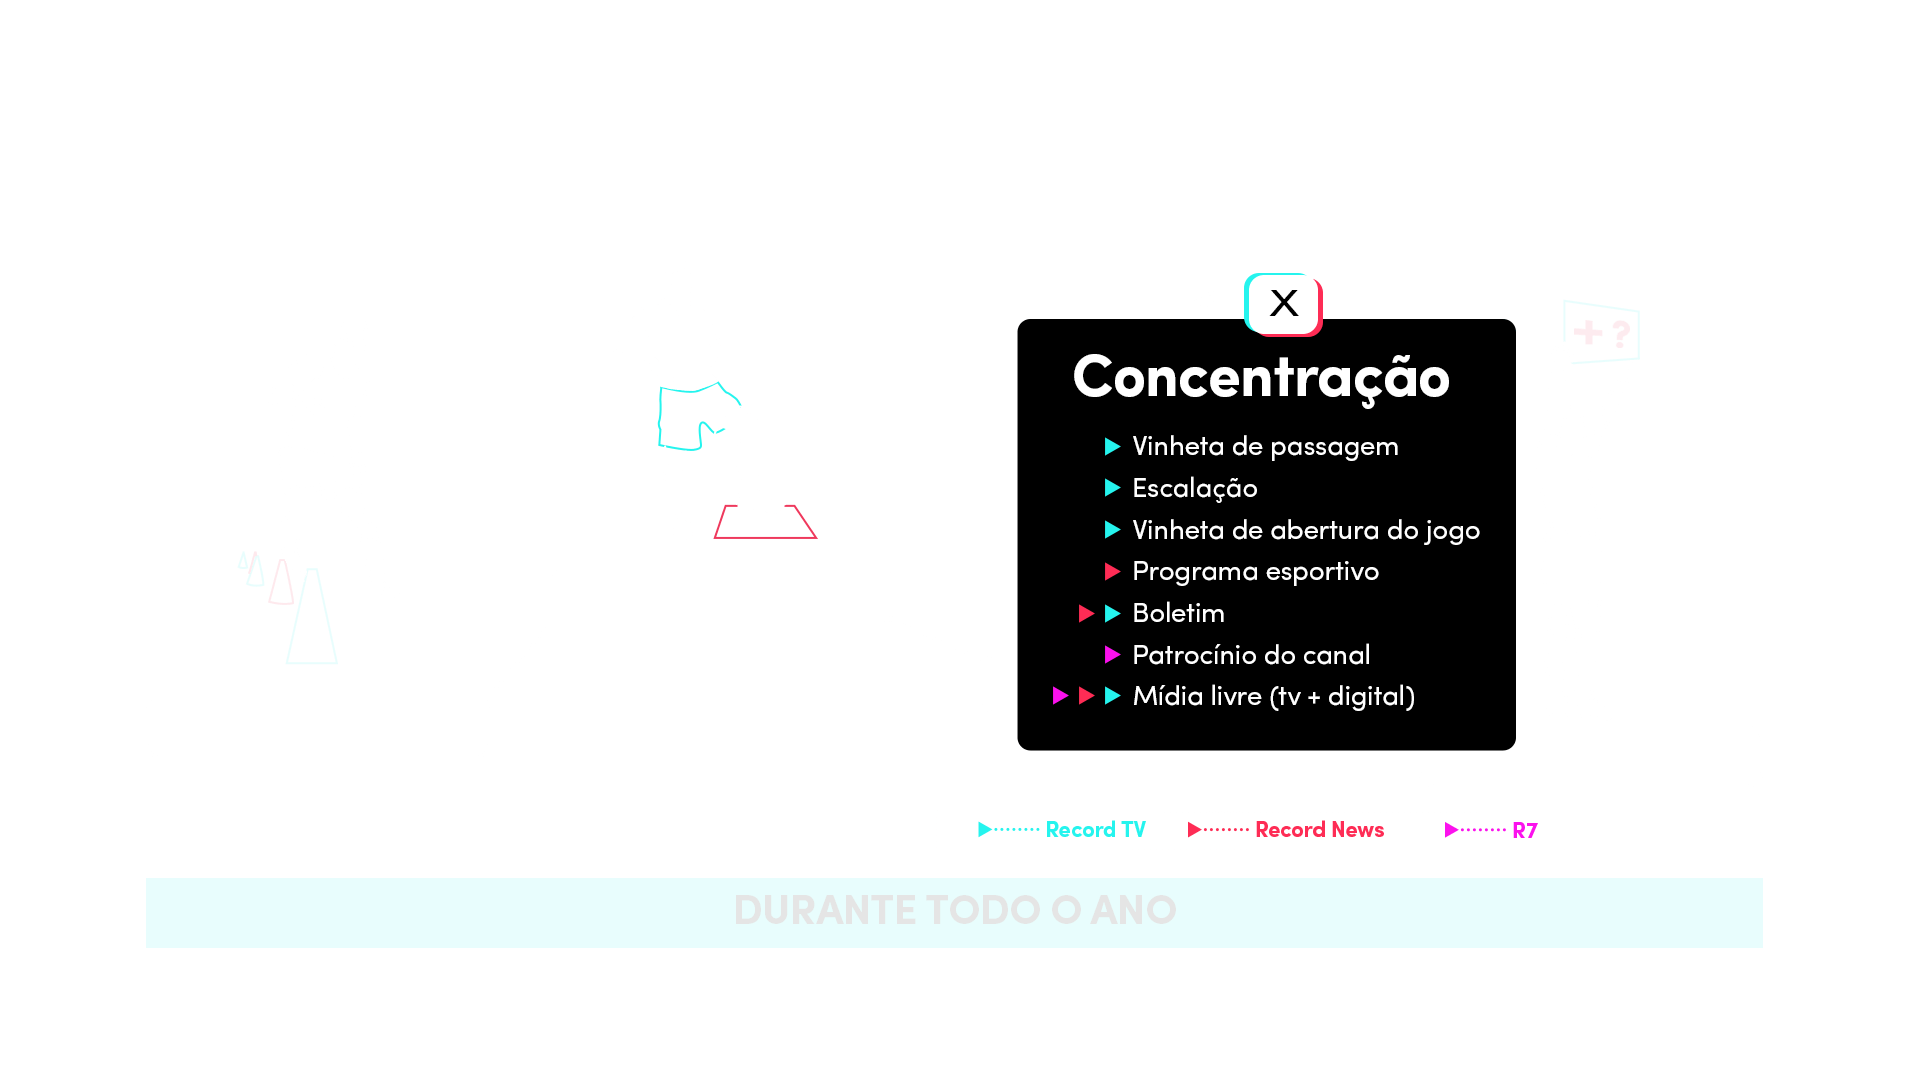 X
+ ?
Concentração
Vinheta de passagem
Escalação
Vinheta de abertura do jogo
Programa esportivo
Boletim
Patrocínio do canal
Mídia livre (tv + digital)
Record TV
Record News
R7
DURANTE TODO O ANO